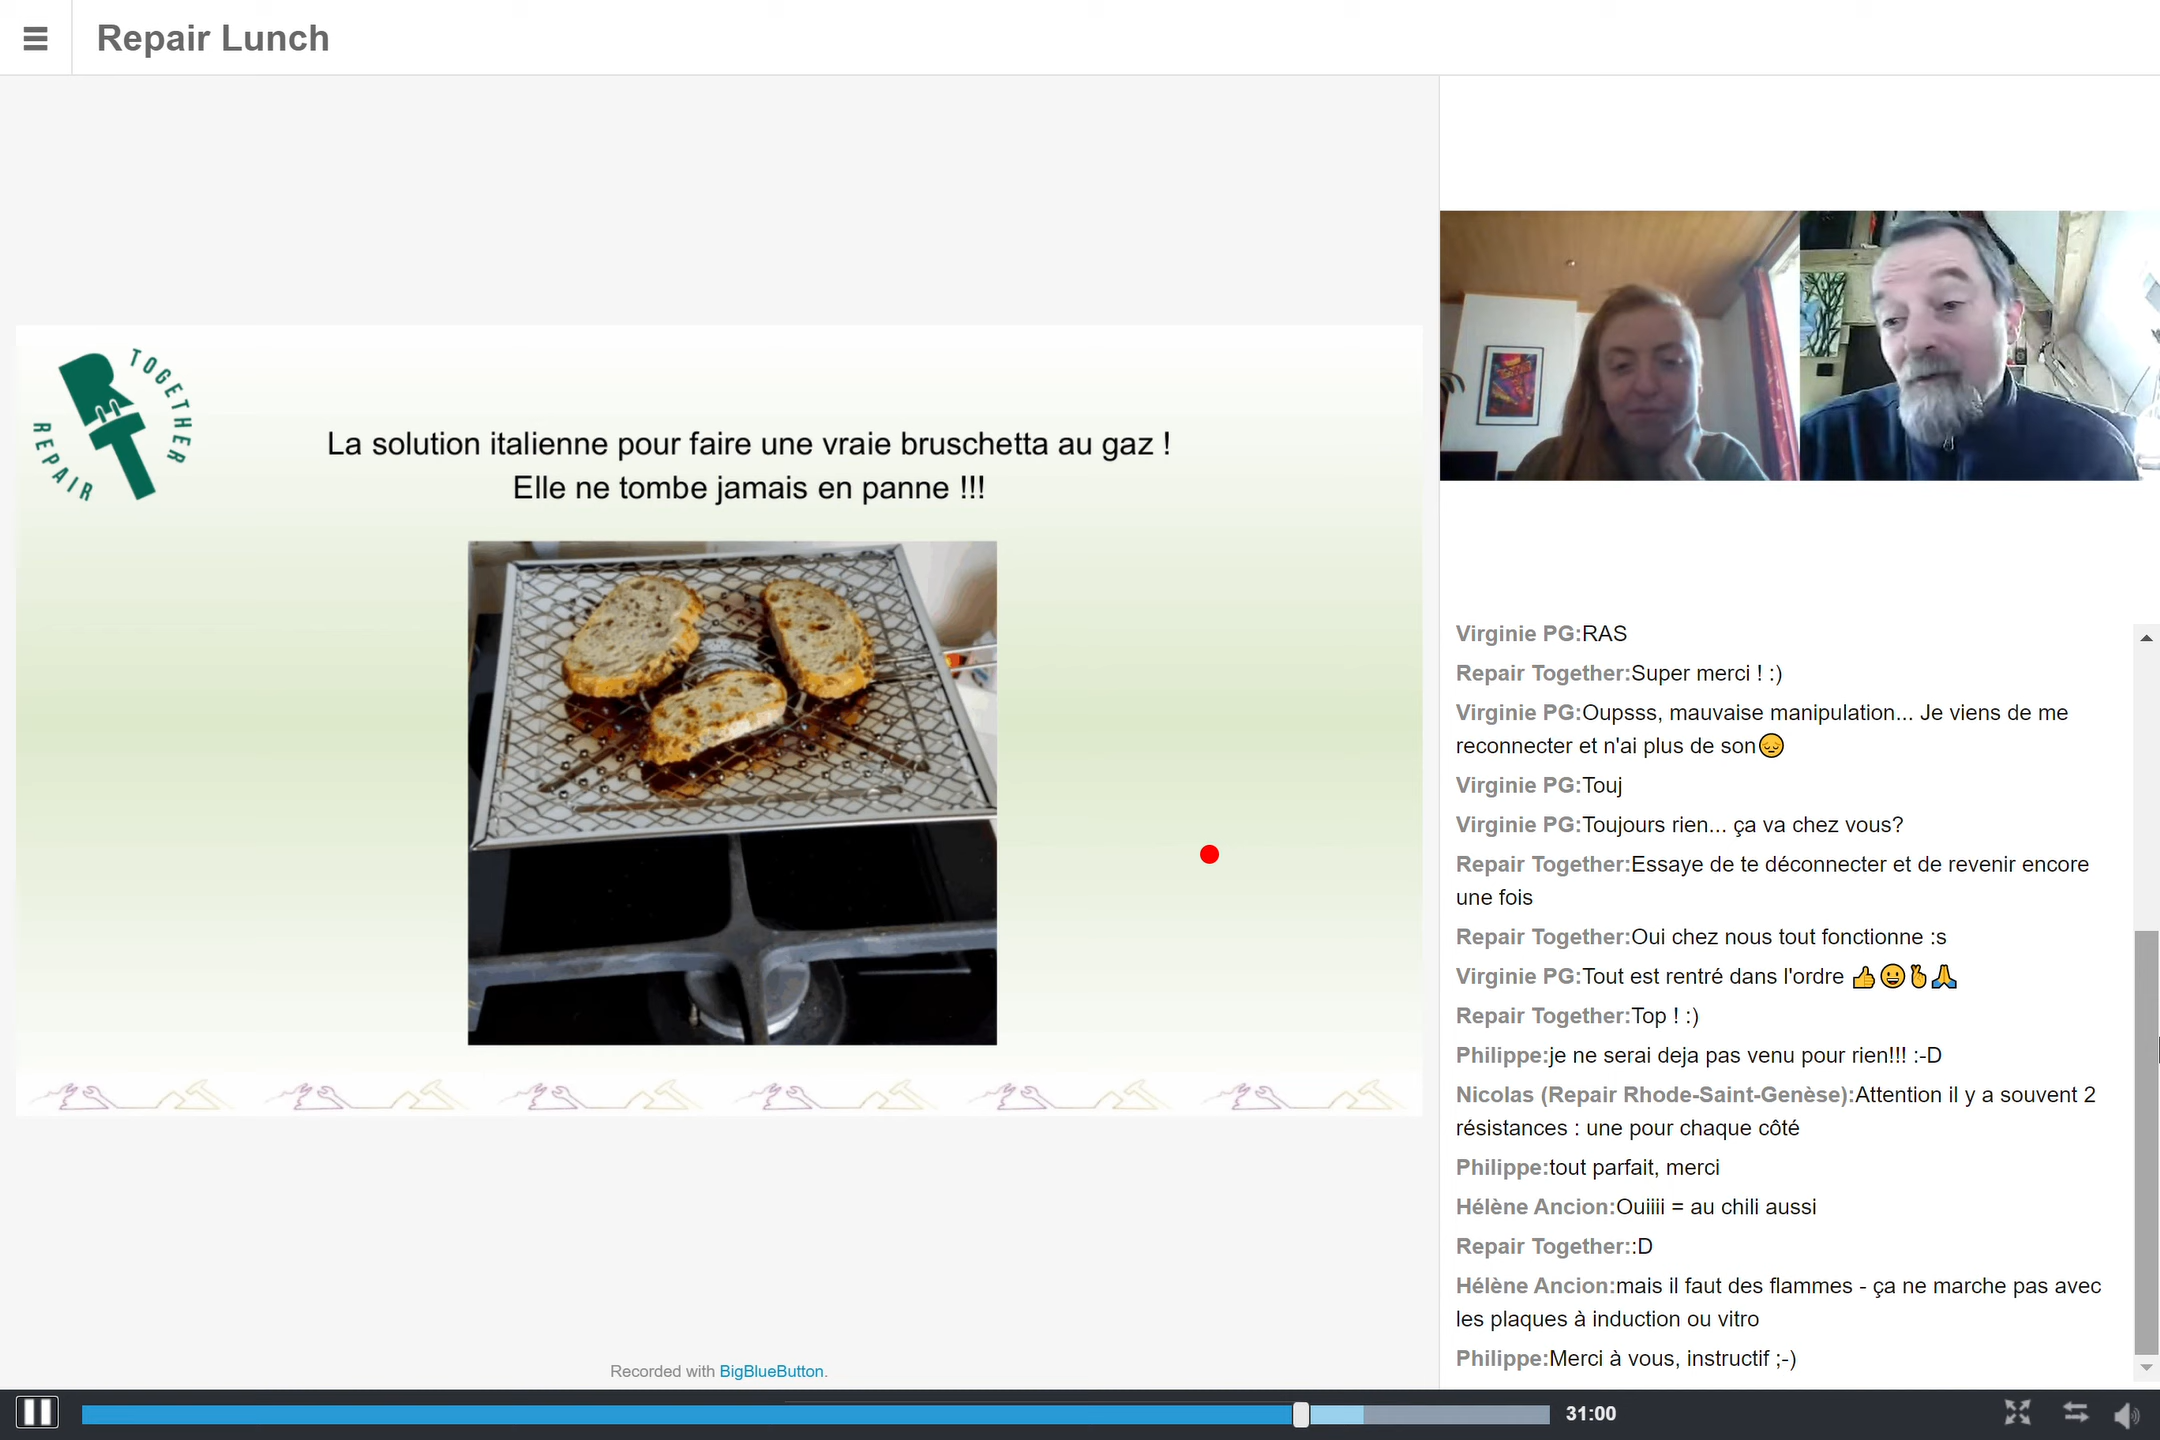 Repair Lunch
TOGETHER
REPAIR
RT
La solution italienne pour faire une vraie bruschetta au gaz !
Elle ne tombe jamais en panne !!!
Virginie PG:RAS
Repair Together:Super merci ! :)
Virginie PG:Oupsss, mauvaise manipulation... Je viens de me
reconnecter et n'ai plus de son😔
Virginie PG:Touj
Virginie PG:Toujours rien... ça va chez vous?
Repair Together:Essaye de te déconnecter et de revenir encore
une fois
Repair Together:Oui chez nous tout fonctionne :s
Virginie PG:Tout est rentré dans l'ordre 👍😀🫰🙏
Repair Together:Top ! :)
Philippe:je ne serai deja pas venu pour rien!!! :-D
Nicolas (Repair Rhode-Saint-Genèse):Attention il y a souvent 2
résistances : une pour chaque côté
Philippe:tout parfait, merci
Hélène Ancion:Ouiiii = au chili aussi
Repair Together::D
Hélène Ancion:mais il faut des flammes - ça ne marche pas avec
les plaques à induction ou vitro
Philippe:Merci à vous, instructif ;-)
Recorded with BigBlueButton.
31:00